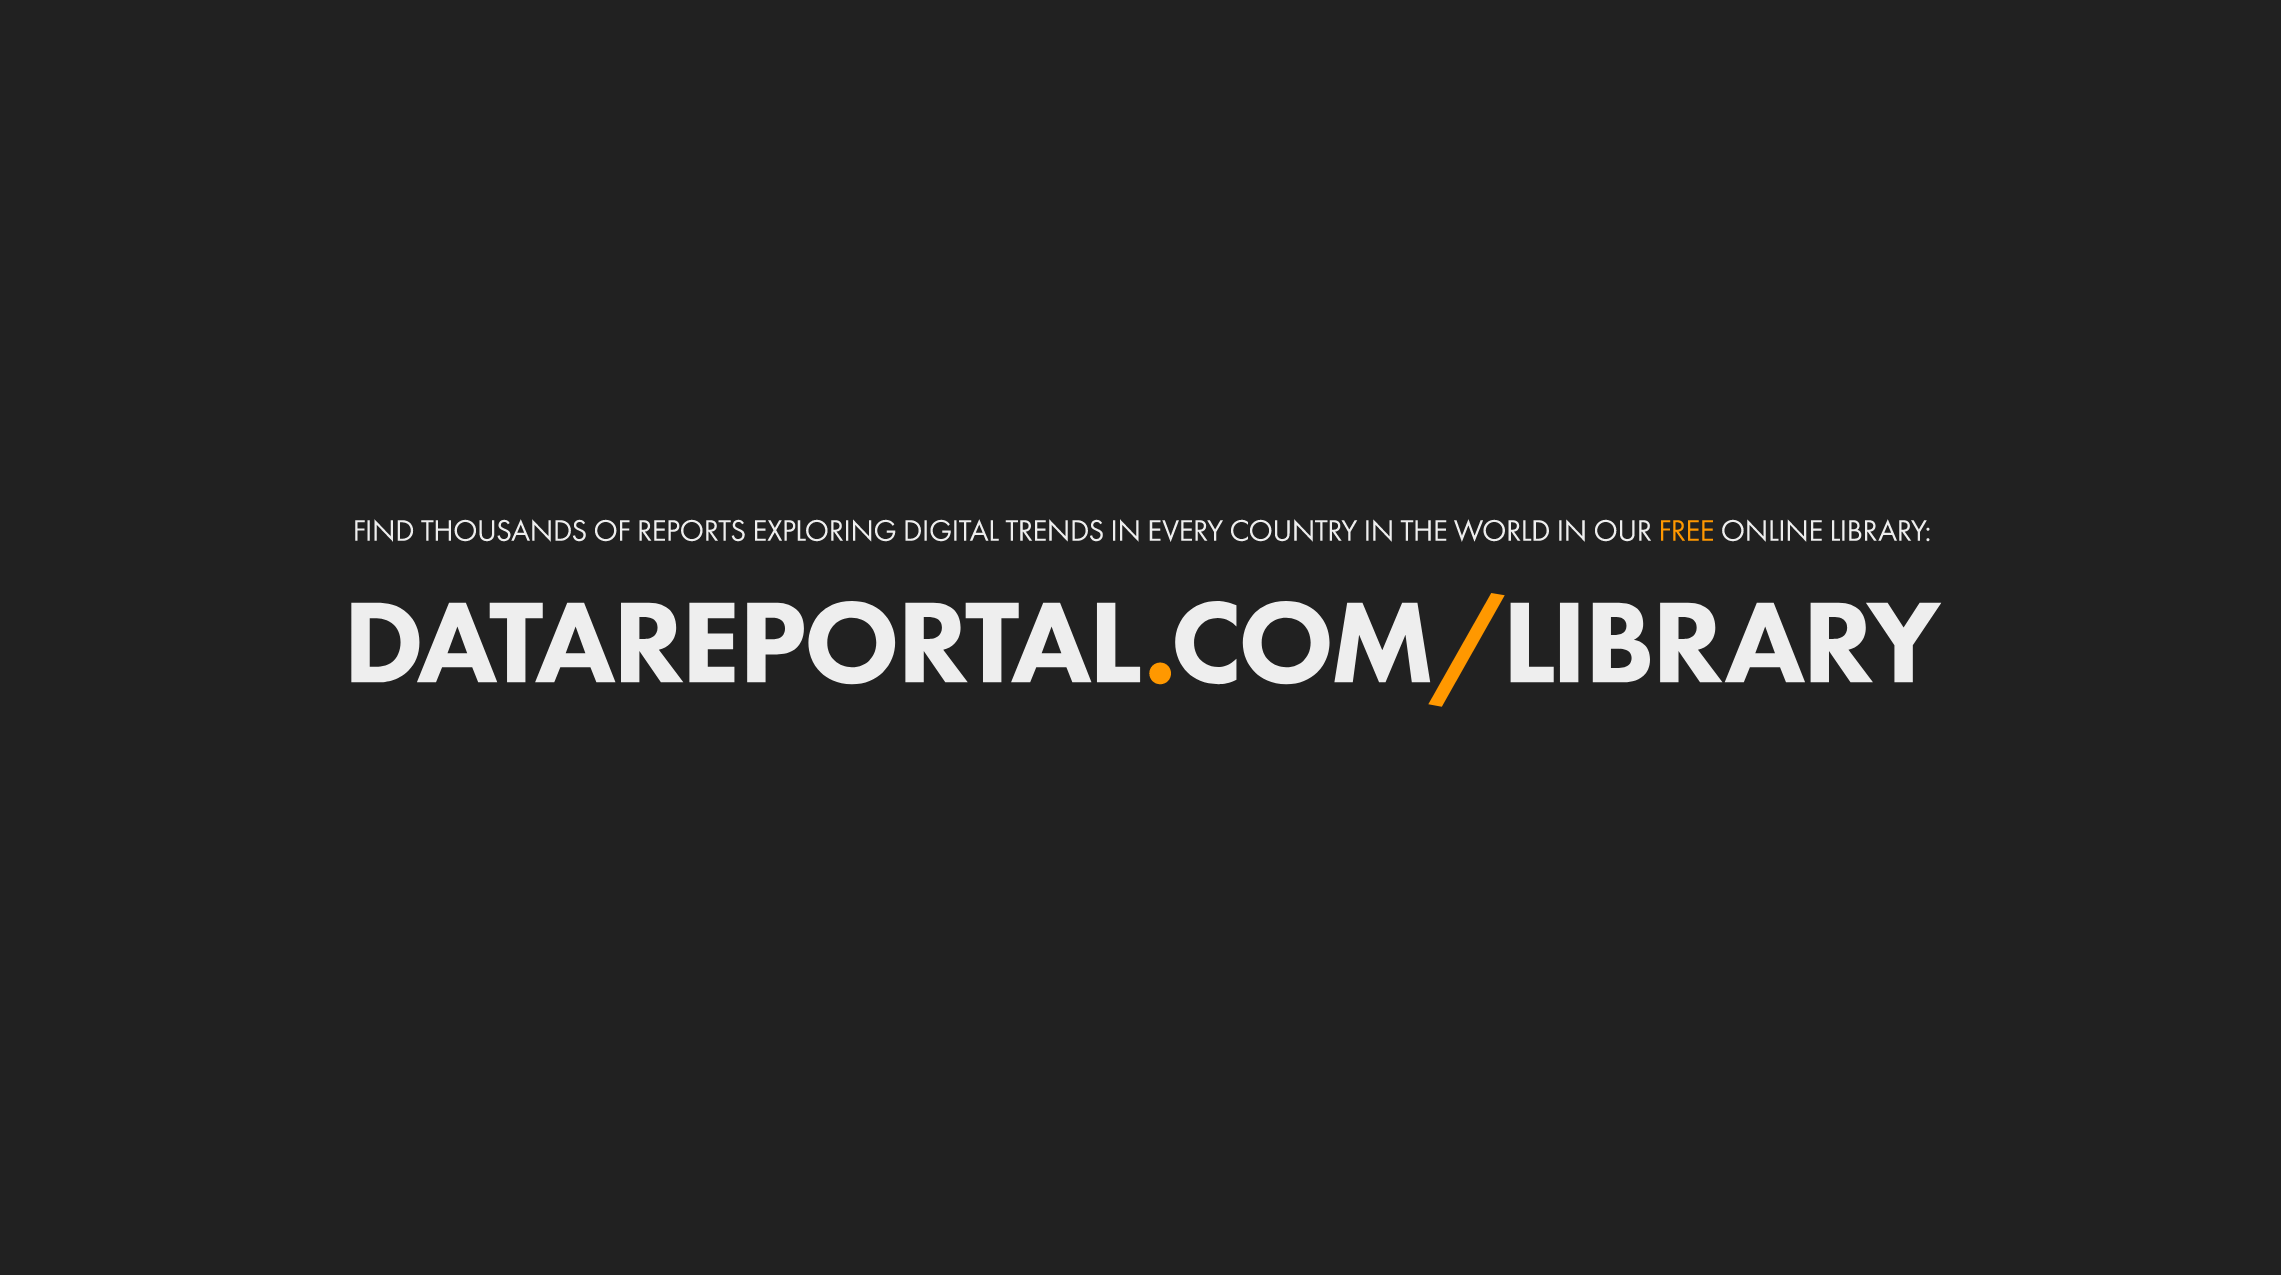 FIND THOUSANDS OF REPORTS EXPLORING DIGITAL TRENDS IN EVERY COUNTRY IN THE WORLD IN OUR FREE ONLINE LIBRARY:
DATAREPORTAL.COM/LIBRARY